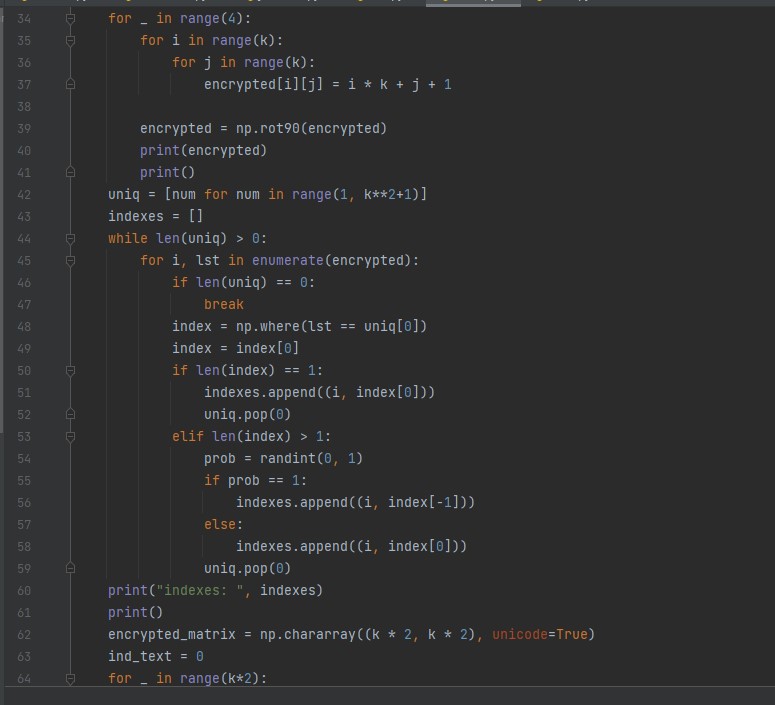 34 for _ in range(4):
35 for i in range(k):
36 for j in range(k):
37 encrypted[i][j] = i * k + j + 1
38
39 encrypted = np.rot90(encrypted)
40 print(encrypted)
41 print()
42 uniq = [num for num in range(1, k**2+1)]
43 indexes = []
44 while len(uniq) > 0:
45 for i, lst in enumerate(encrypted):
46 if len(uniq) == 0:
47 break
48 index = np.where(lst == uniq[0])
49 index = index[0]
50 if len(index) == 1:
51 indexes.append((i, index[0]))
52 uniq.pop(0)
53 elif len(index) > 1:
54 prob = randint(0, 1)
55 if prob == 1:
56 indexes.append((i, index[-1]))
57 else:
58 indexes.append((i, index[0]))
59 uniq.pop(0)
60 print("indexes: ", indexes)
61 print()
62 encrypted_matrix = np.chararray((k * 2, k * 2), unicode=True)
63 ind_text = 0
64 for _ in range(k*2):